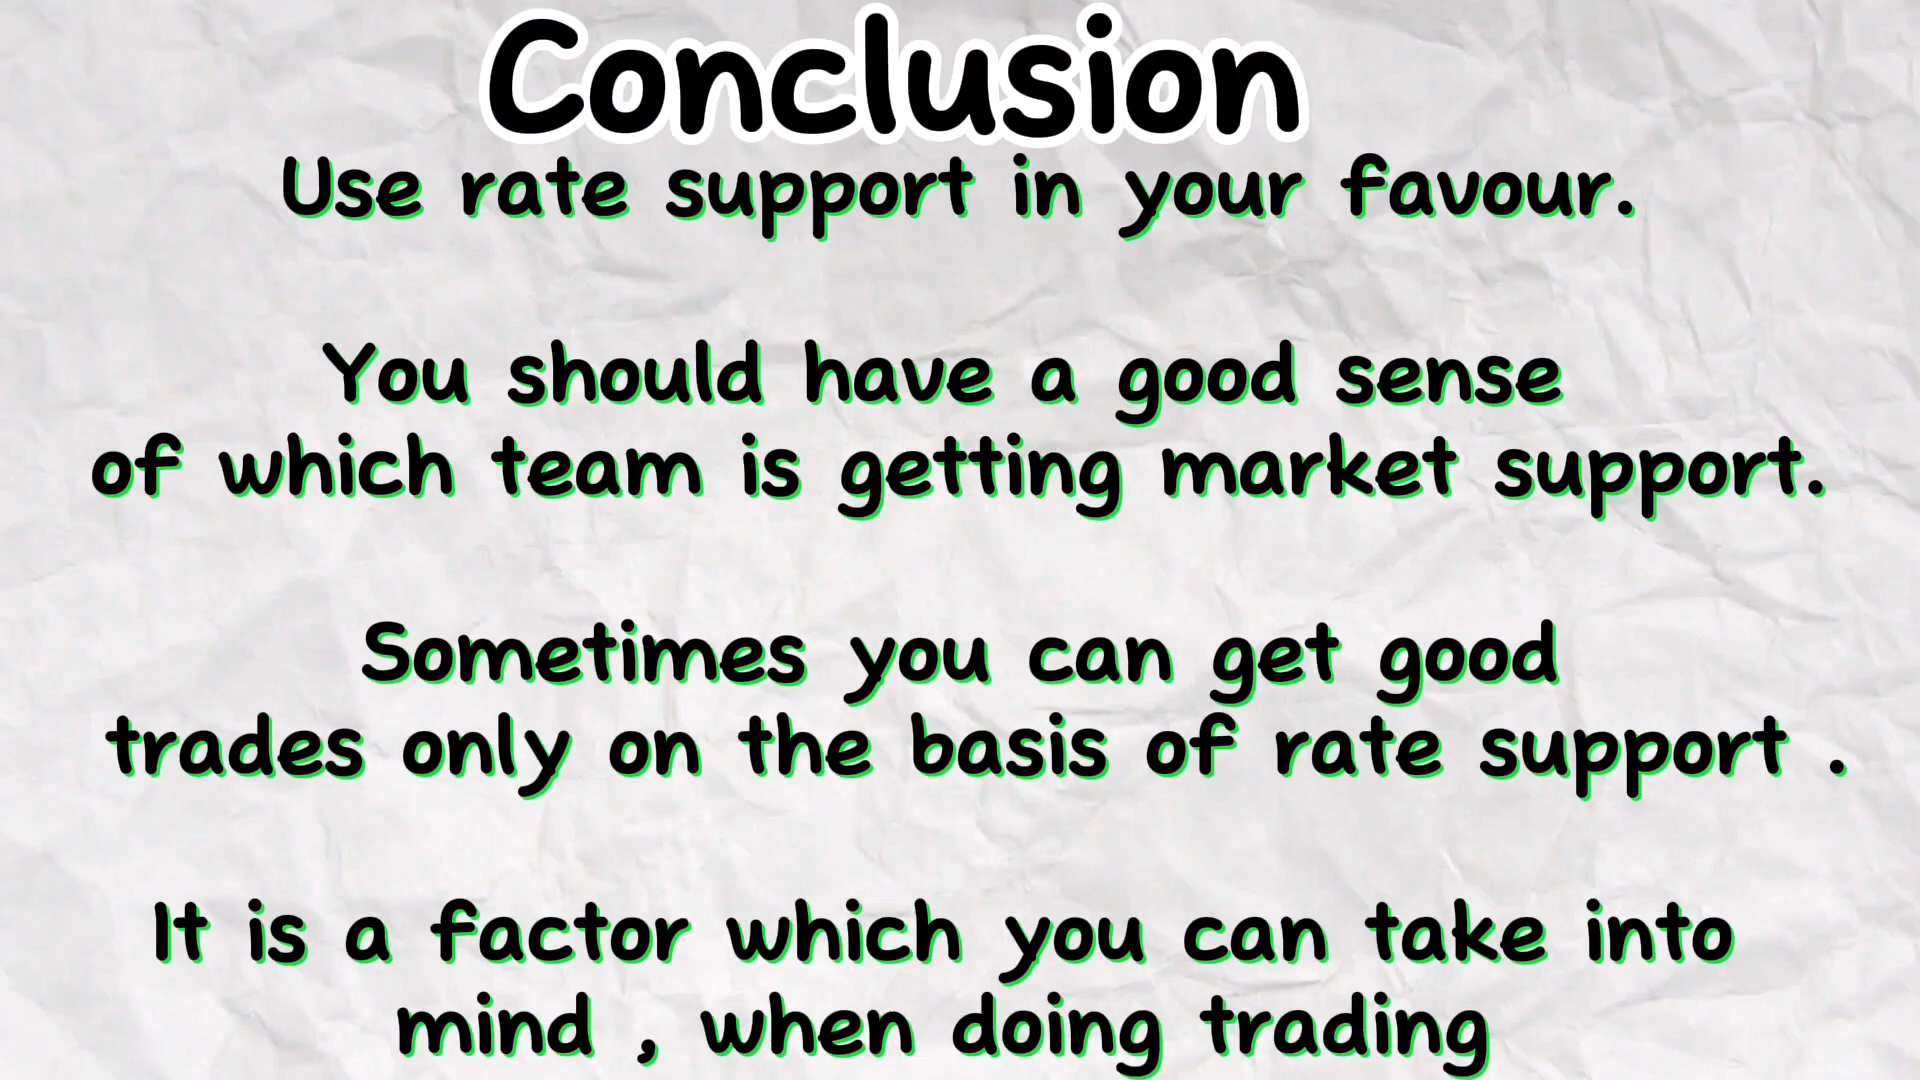 Conclusion
Use rate support in your favour.
You should have a good sense
of which team is getting market support.
Sometimes you can get good
trades only on the basis of rate support .
It is a factor which you can take into
mind , when doing trading